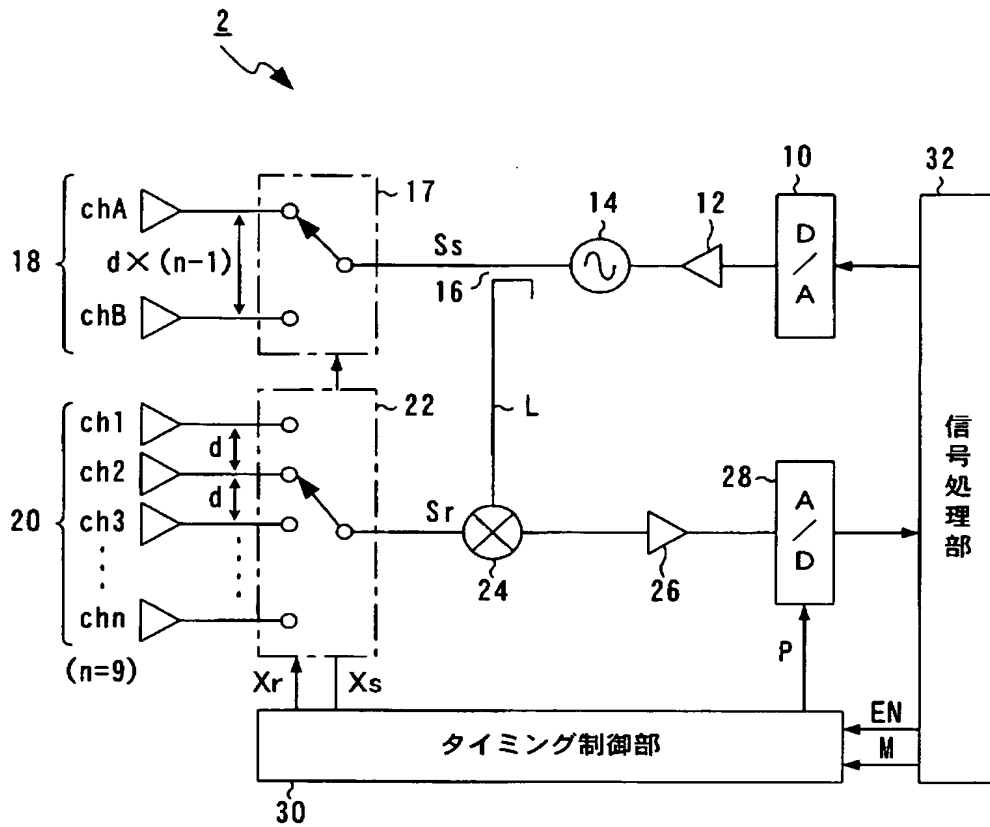 2
18
chA
chB
d×(n-1)
17
Ss
16
14
12
10
D/A
32
20
ch1
ch2
ch3
chn
(n=9)
d
d
22
L
Sr
24
26
28
A/D
信号処理部
Xr
Xs
P
EN
M
タイミング制御部
30